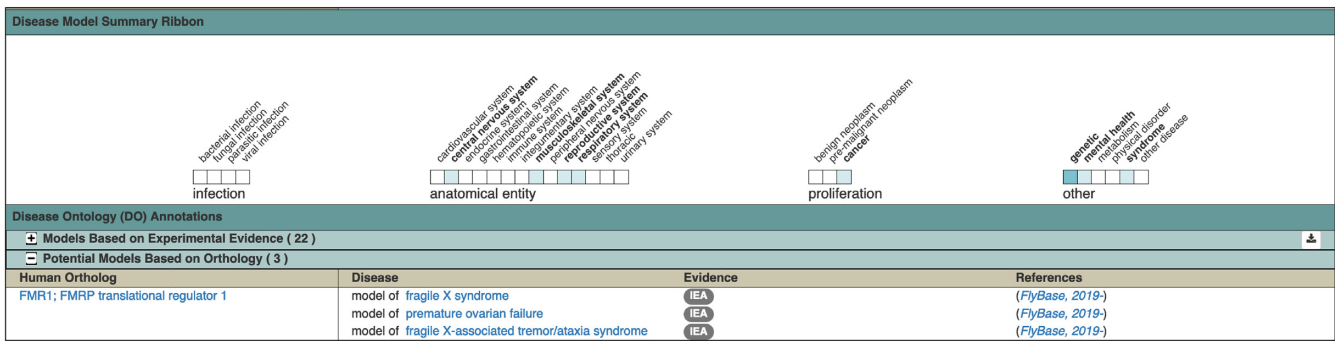 Disease Model Summary Ribbon
bacterial infection
fungal infection
parasitic infection
viral infection
infection
cardiovascular system
central nervous system
endocrine system
gastrointestinal system
hematopoietic system
immune system
integumentary system
musculoskeletal system
peripheral nervous system
reproductive system
respiratory system
sensory system
thoracic
urinary system
anatomical entity
benign neoplasm
pre-malignant neoplasm
cancer
proliferation
genetic
mental health
metabolism
physical disorder
syndrome
other disease
other
Disease Ontology (DO) Annotations
+ Models Based on Experimental Evidence ( 22 )
− Potential Models Based on Orthology ( 3 )
Human Ortholog Disease Evidence References
FMR1; FMRP translational regulator 1 model of fragile X syndrome IEA (FlyBase, 2019-)
model of premature ovarian failure IEA (FlyBase, 2019-)
model of fragile X-associated tremor/ataxia syndrome IEA (FlyBase, 2019-)